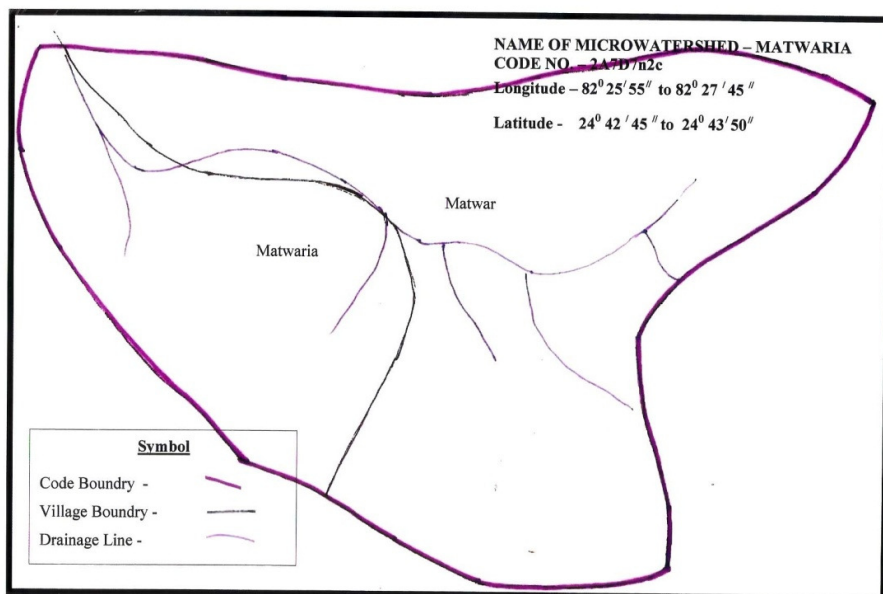 NAME OF MICROWATERSHED – MATWARIA
CODE NO. – 2A7D7n2c
Longitude – 82⁰ 25′ 55″ to 82⁰ 27 ′ 45 ″
Latitude - 24⁰ 42 ′ 45 ″ to 24⁰ 43′ 50″
Matwar
Matwaria
Symbol
Code Boundry -
Village Boundry -
Drainage Line -